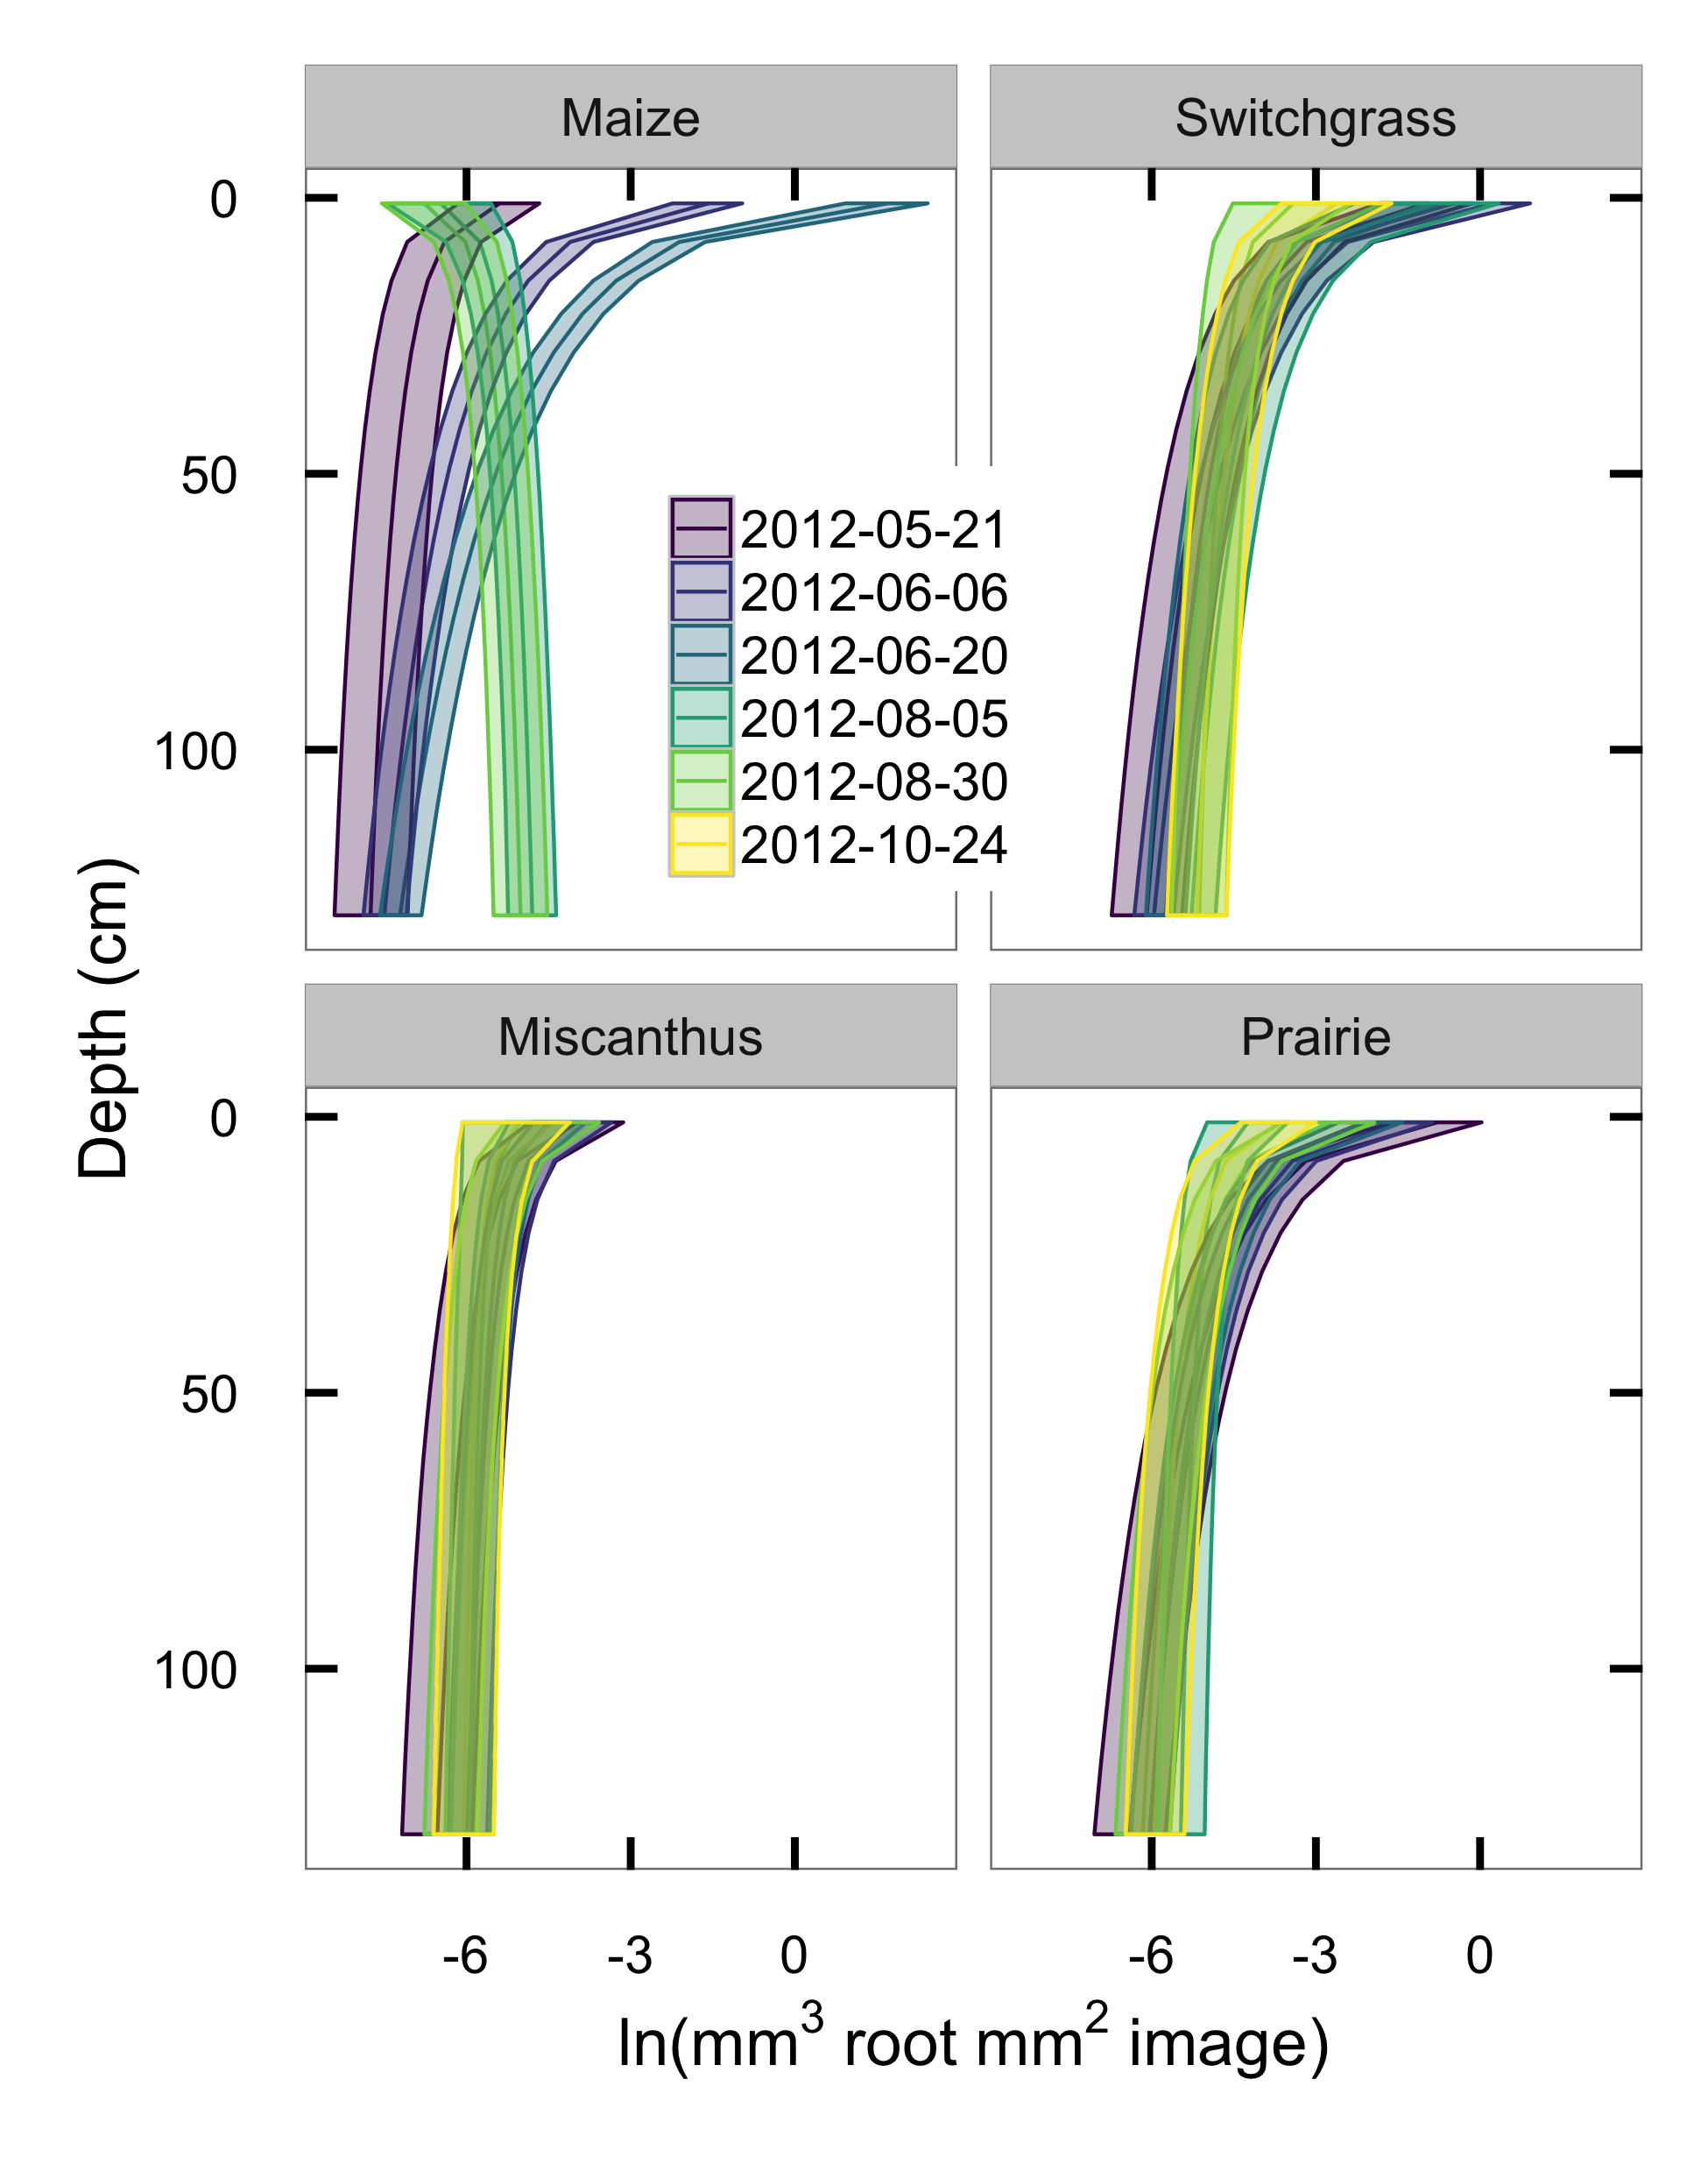 Maize
Switchgrass
0
50
100
2012-05-21
2012-06-06
2012-06-20
2012-08-05
2012-08-30
2012-10-24
Depth (cm)
Miscanthus
Prairie
0
50
100
-6 -3 0 -6 -3 0
ln(mm³ root mm² image)